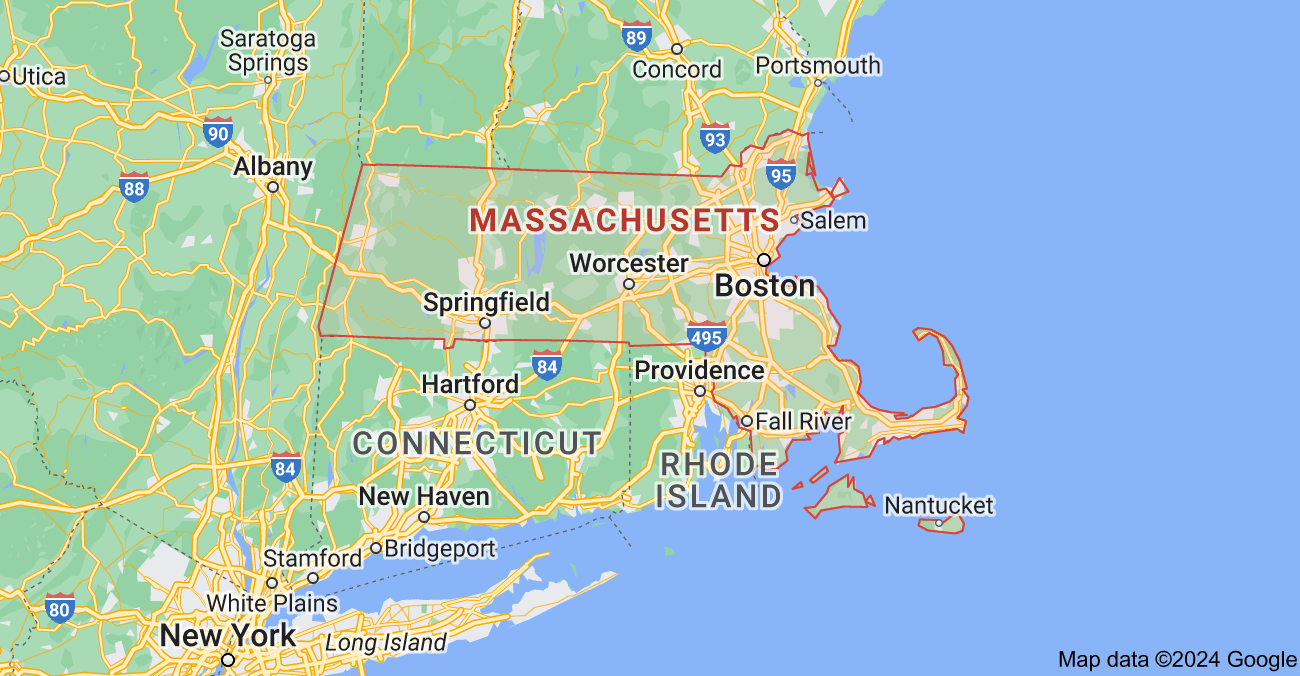 Saratoga
Springs
89
Concord
Portsmouth
Utica
90
93
Albany
88
95
MASSACHUSETTS
Salem
Worcester
Boston
Springfield
495
84
Providence
Hartford
Fall River
CONNECTICUT
84
RHODE
ISLAND
New Haven
Nantucket
Bridgeport
Stamford
White Plains
80
New York
Long Island
Map data ©2024 Google